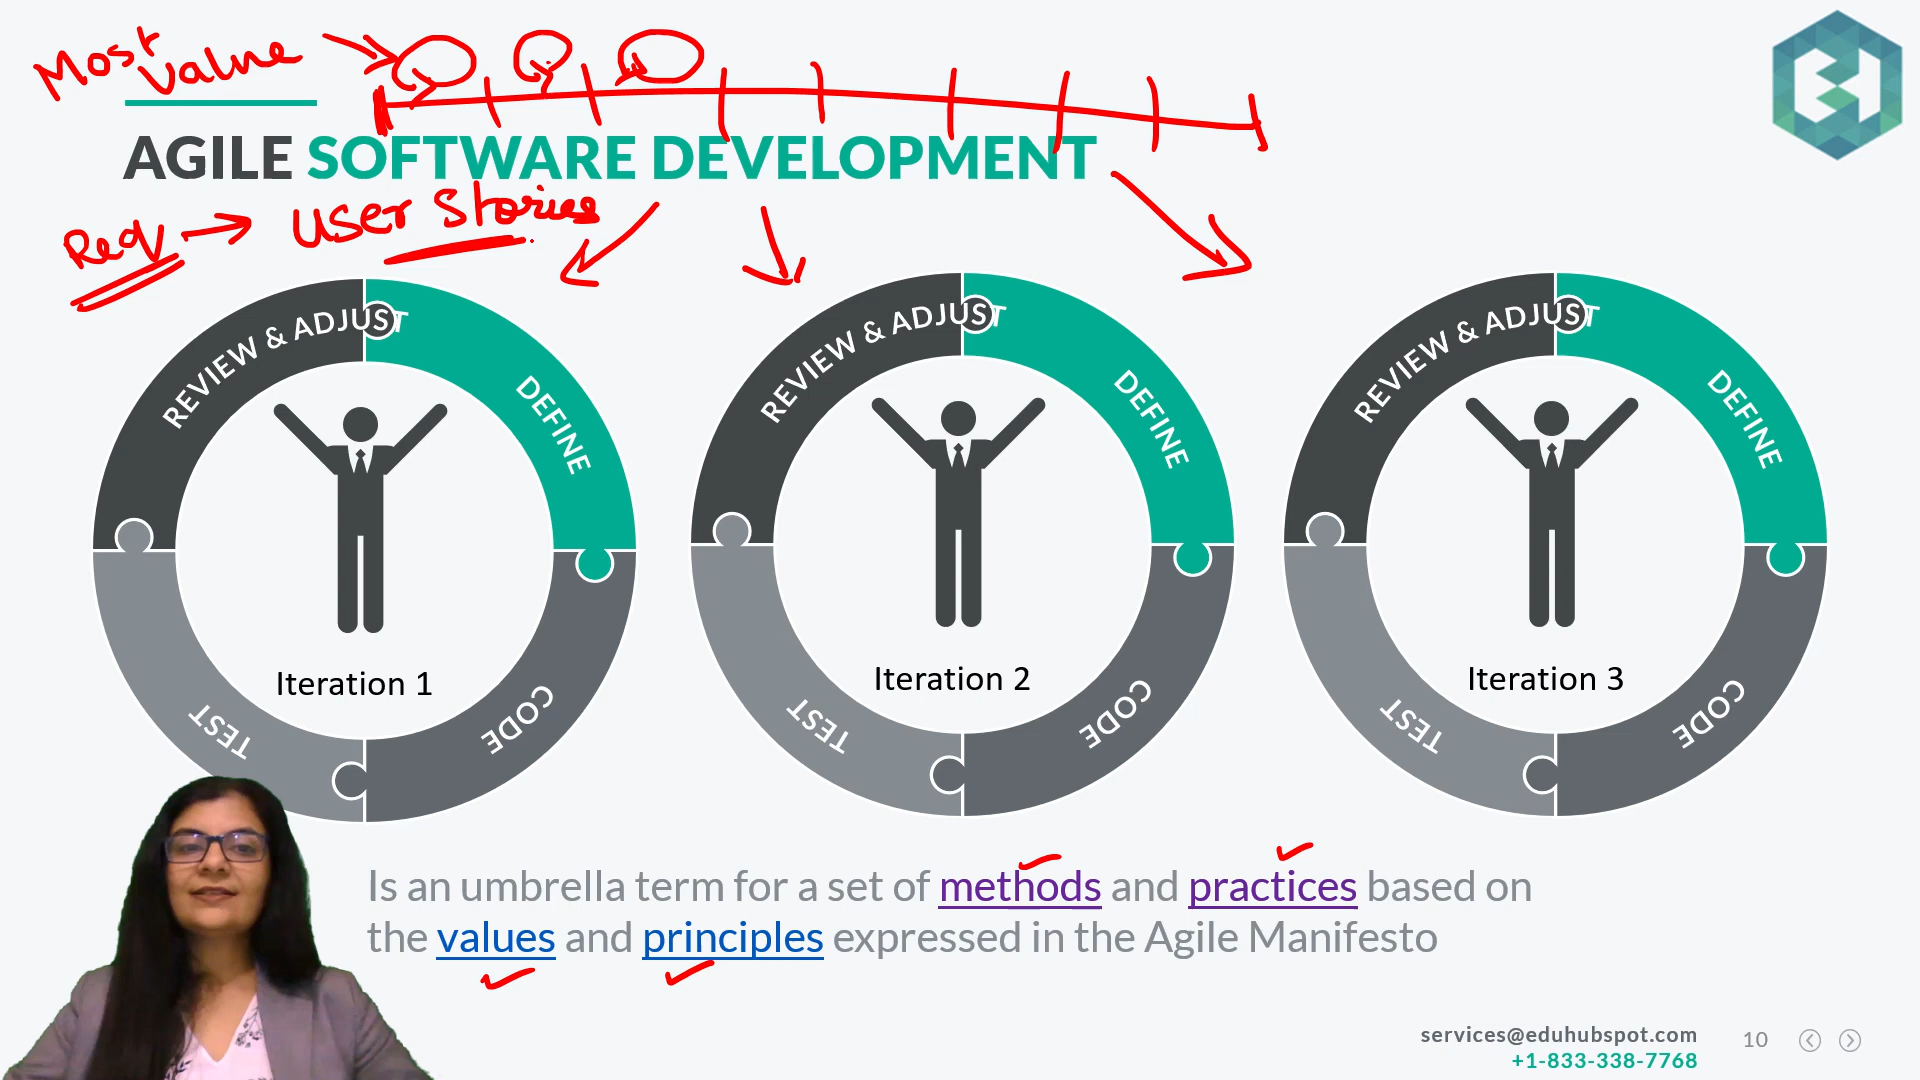 Most
value
AGILE SOFTWARE DEVELOPMENT
Req → user stories
REVIEW & ADJUST
DEFINE
CODE
TEST
Iteration 1
REVIEW & ADJUST
DEFINE
CODE
TEST
Iteration 2
REVIEW & ADJUST
DEFINE
CODE
TEST
Iteration 3
Is an umbrella term for a set of methods and practices based on
the values and principles expressed in the Agile Manifesto
services@eduhubspot.com
+1-833-338-7768
10